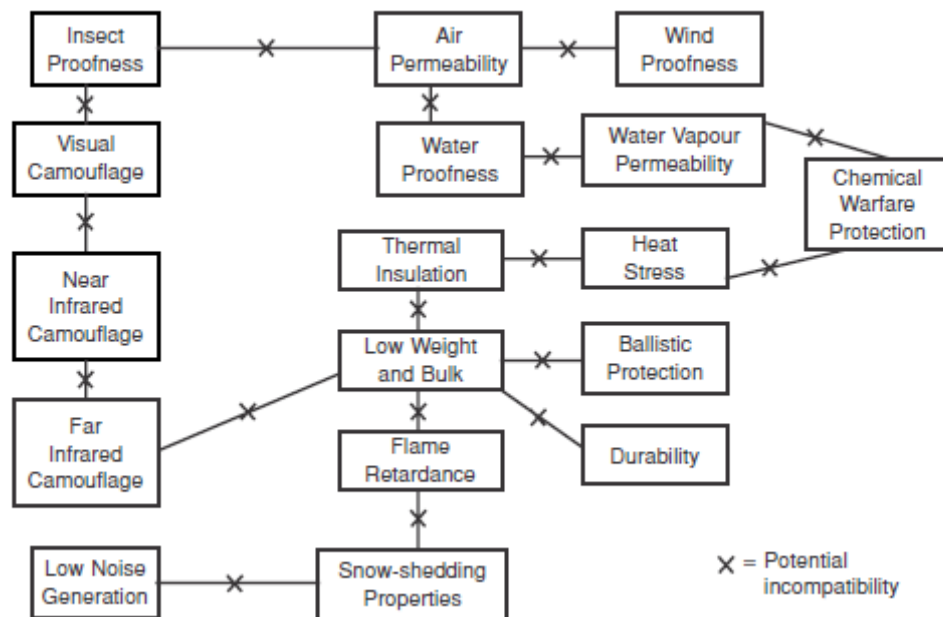 Insect
Proofness
Air
Permeability
Wind
Proofness
Visual
Camouflage
Water
Proofness
Water Vapour
Permeability
Chemical
Warfare
Protection
Near
Infrared
Camouflage
Thermal
Insulation
Heat
Stress
Low Weight
and Bulk
Ballistic
Protection
Far
Infrared
Camouflage
Flame
Retardance
Durability
Low Noise
Generation
Snow-shedding
Properties
X = Potential
incompatibility